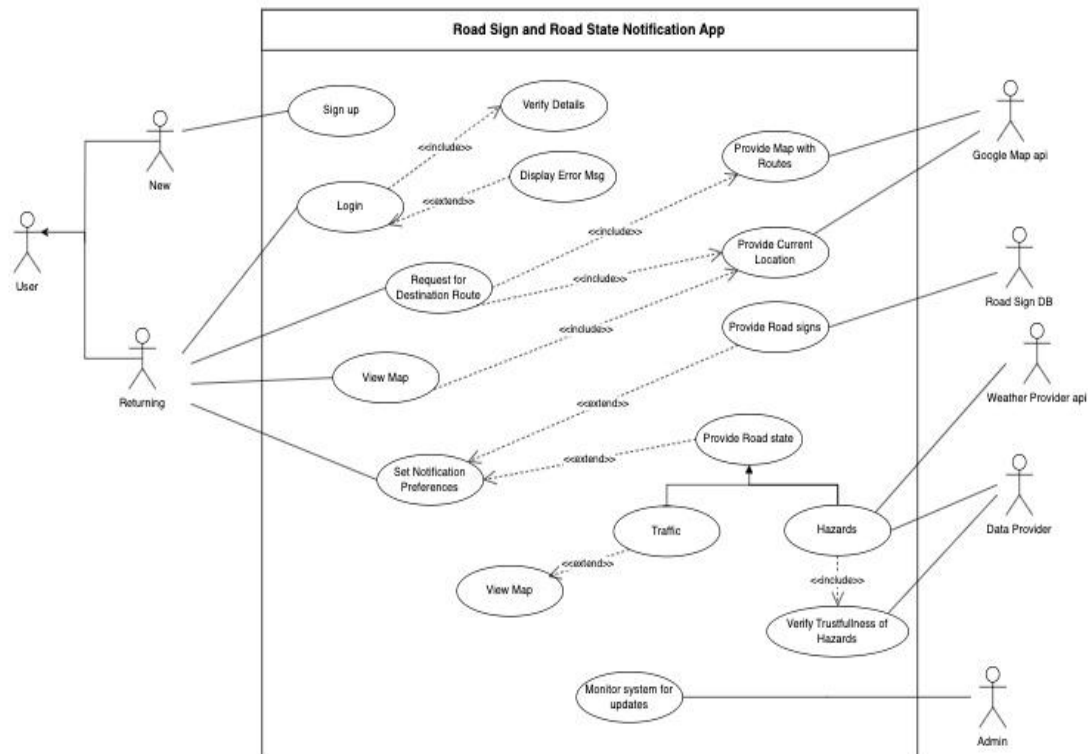 Road Sign and Road State Notification App
Sign up
Verify Details
New
<<include>>
Provide Map with
Routes
Google Map api
Display Error Msg
Login
<<extend>>
<<include>>
User
Provide Current
Location
Request for
Destination Route
<<include>>
Road Sign DB
<<include>>
Provide Road signs
View Map
Returning
Weather Provider api
<<extend>>
Provide Road state
<<extend>>
Set Notification
Preferences
Traffic
Hazards
Data Provider
<<extend>>
View Map
<<include>>
Verify Trustfullness of
Hazards
Monitor system for
updates
Admin